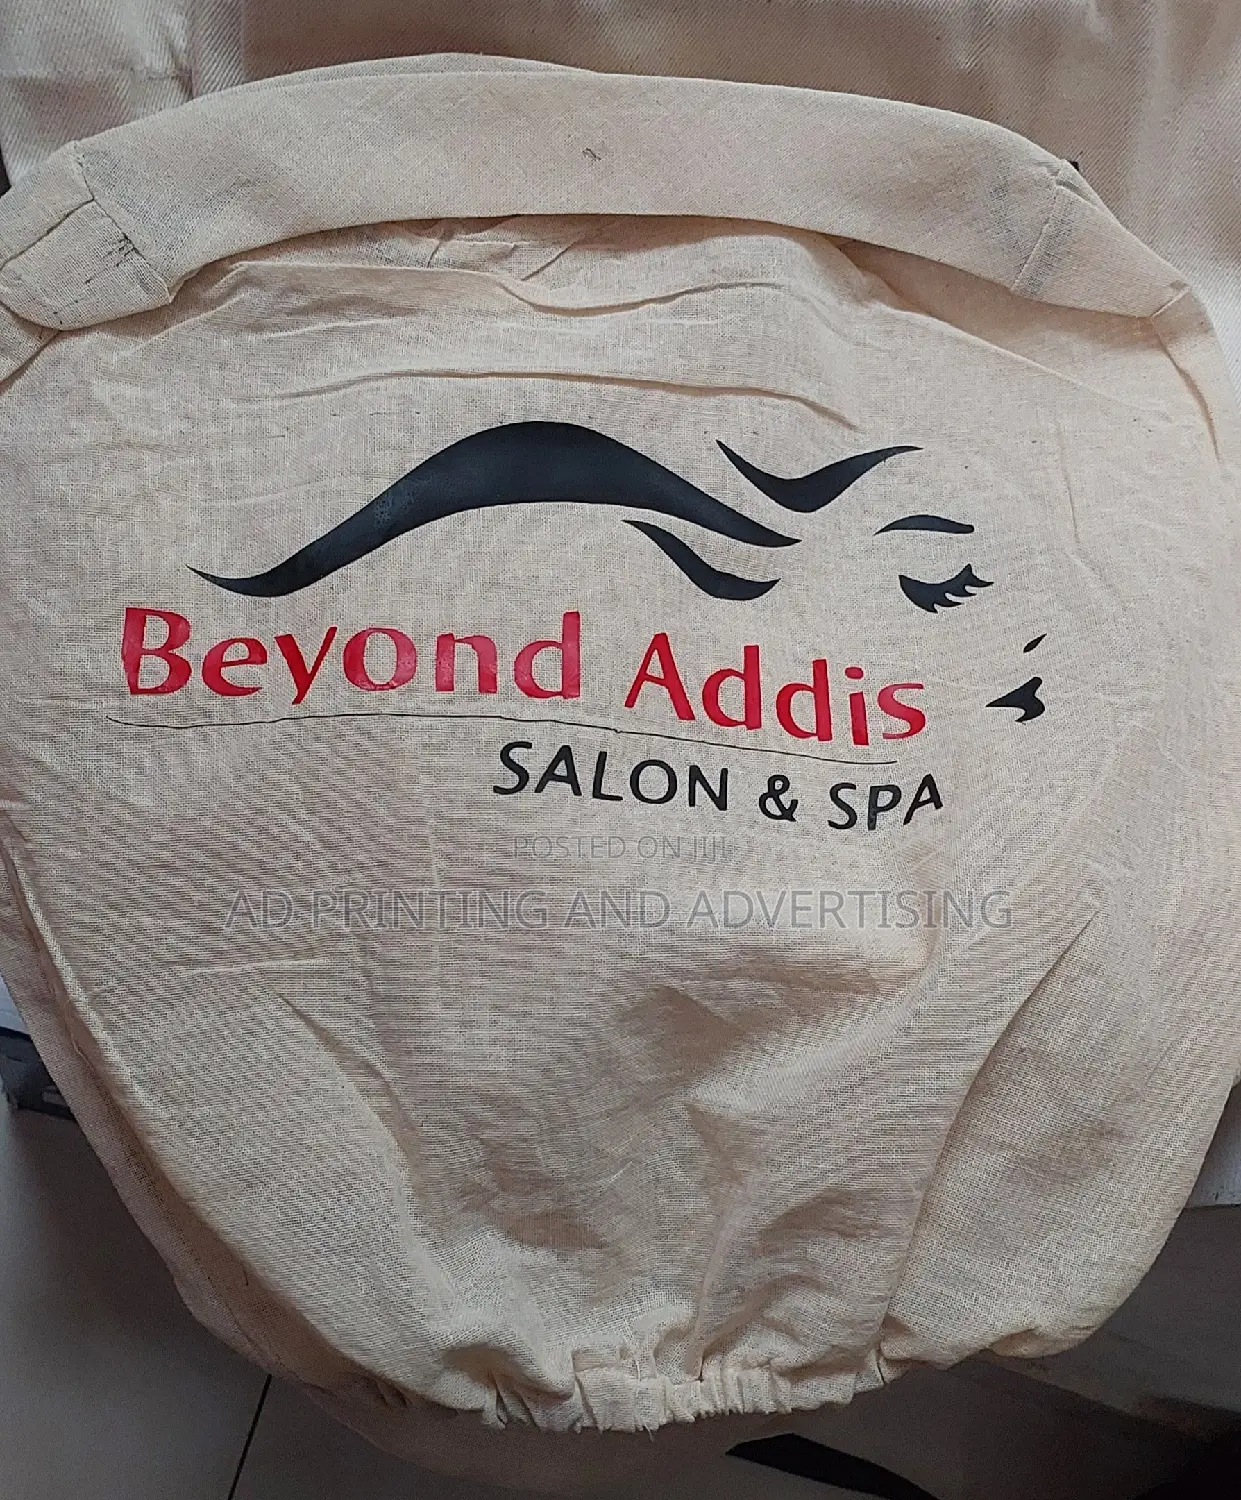 Beyond Addis
SALON & SPA
POSTED ON JIJI
AD PRINTING AND ADVERTISING